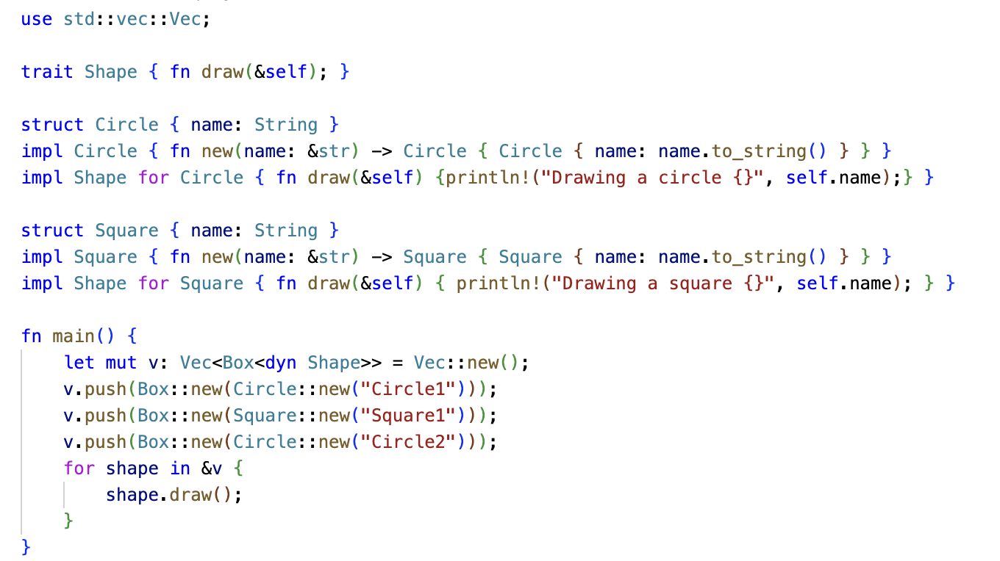 use std::vec::Vec;
trait Shape { fn draw(&self); }
struct Circle { name: String }
impl Circle { fn new(name: &str) -> Circle { Circle { name: name.to_string() } } }
impl Shape for Circle { fn draw(&self) {println!("Drawing a circle {}", self.name);} }
struct Square { name: String }
impl Square { fn new(name: &str) -> Square { Square { name: name.to_string() } } }
impl Shape for Square { fn draw(&self) { println!("Drawing a square {}", self.name); } }
fn main() {
    let mut v: Vec<Box<dyn Shape>> = Vec::new();
    v.push(Box::new(Circle::new("Circle1")));
    v.push(Box::new(Square::new("Square1")));
    v.push(Box::new(Circle::new("Circle2")));
    for shape in &v {
        shape.draw();
    }
}